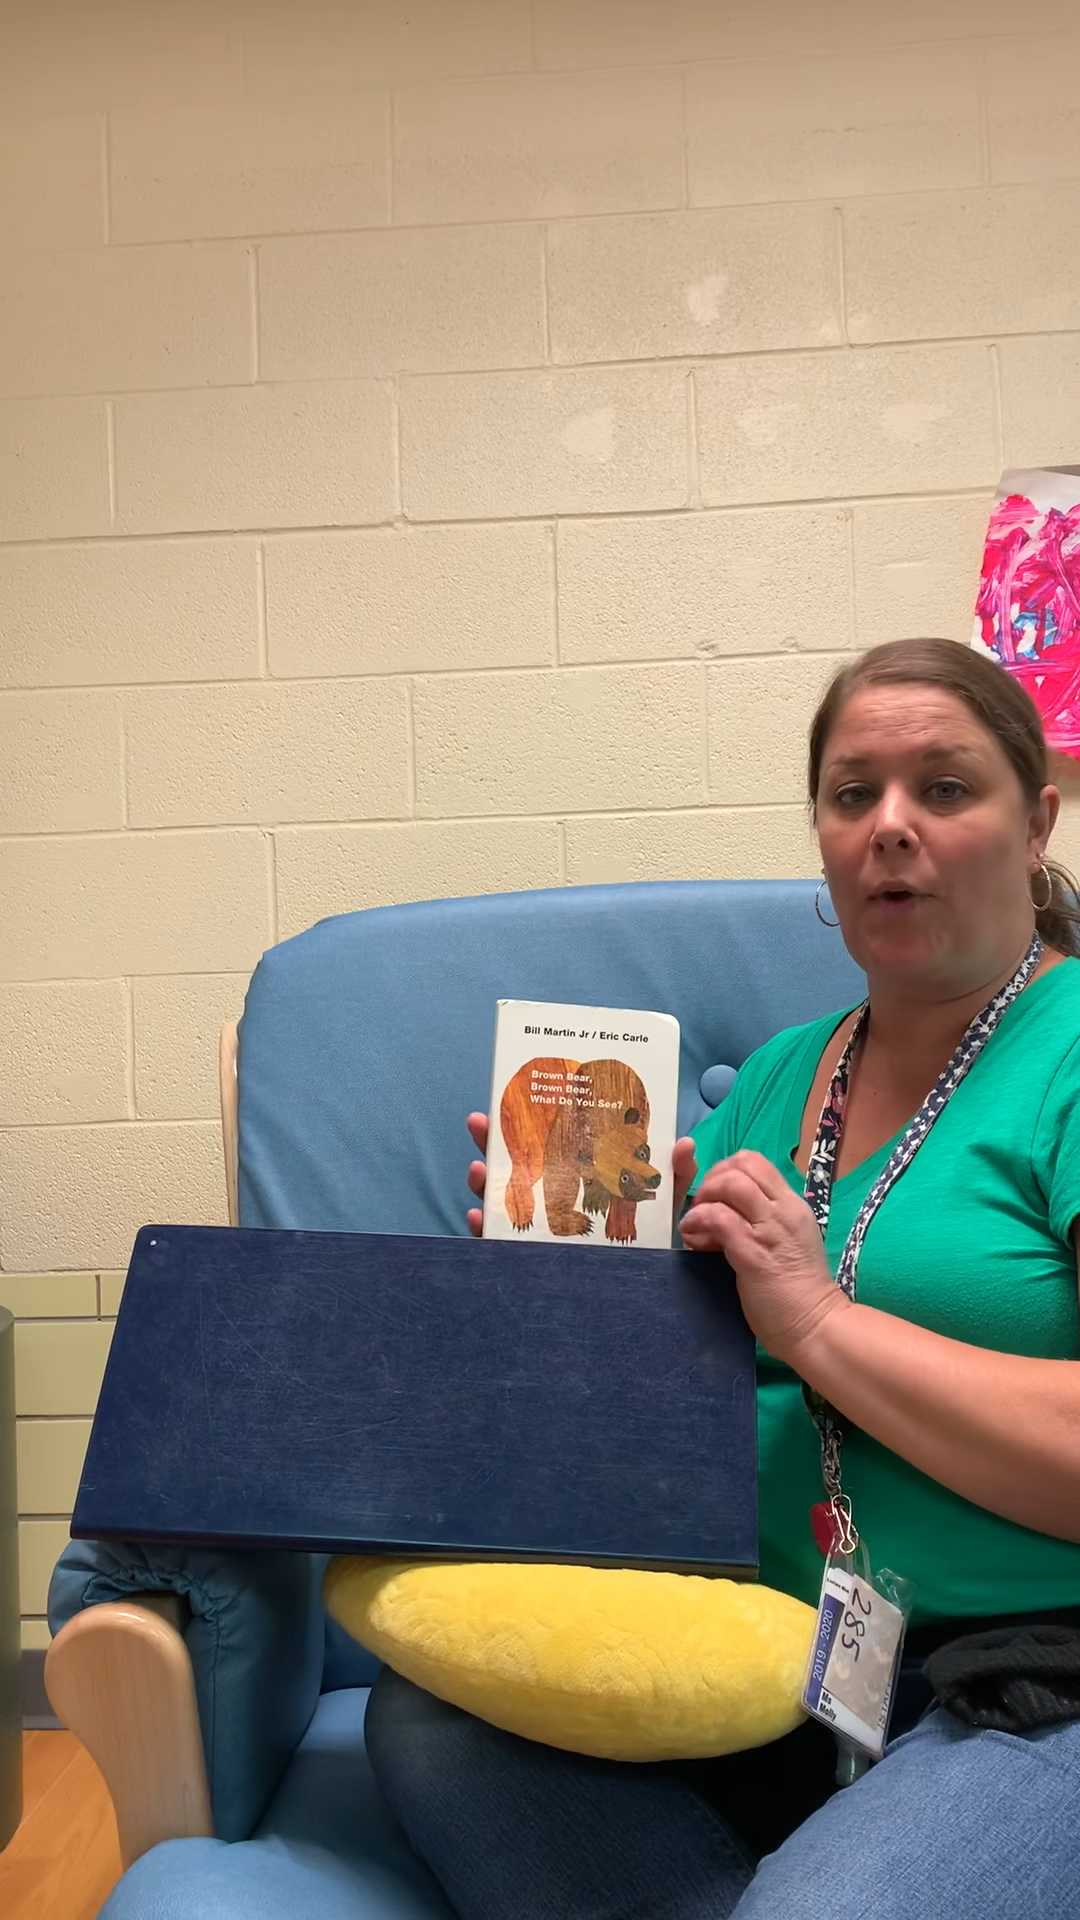 Bill Martin Jr / Eric Carle
Brown Bear,
Brown Bear,
What Do You See?
285
2019 - 2020
Ms
Molly